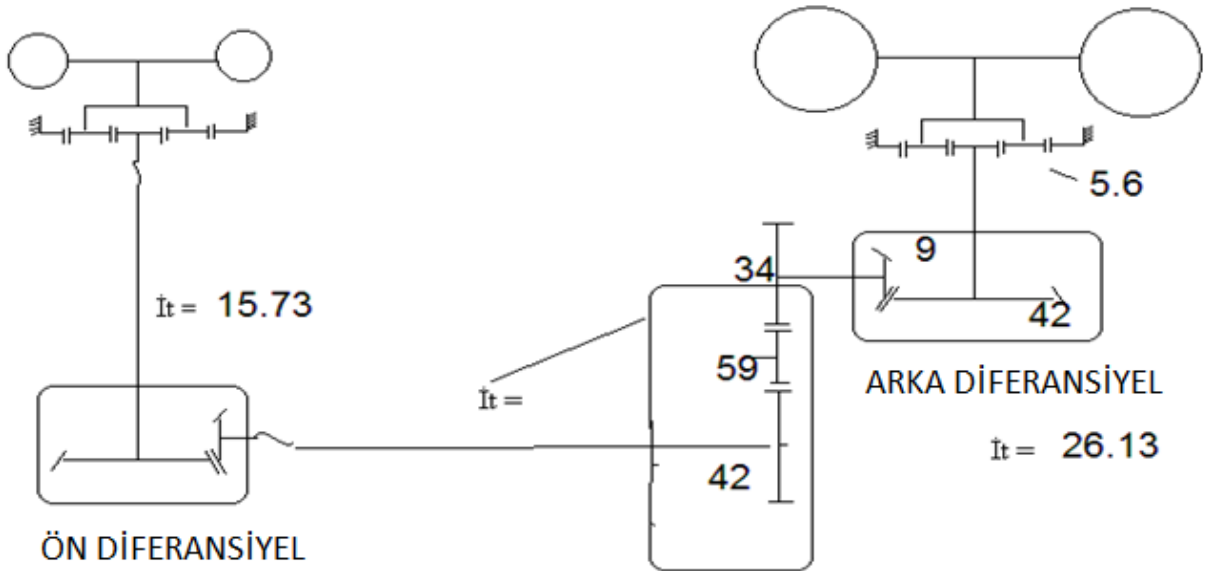 5.6
9
34
İt = 15.73
42
59
ARKA DİFERANSİYEL
İt =
İt = 26.13
42
ÖN DİFERANSİYEL